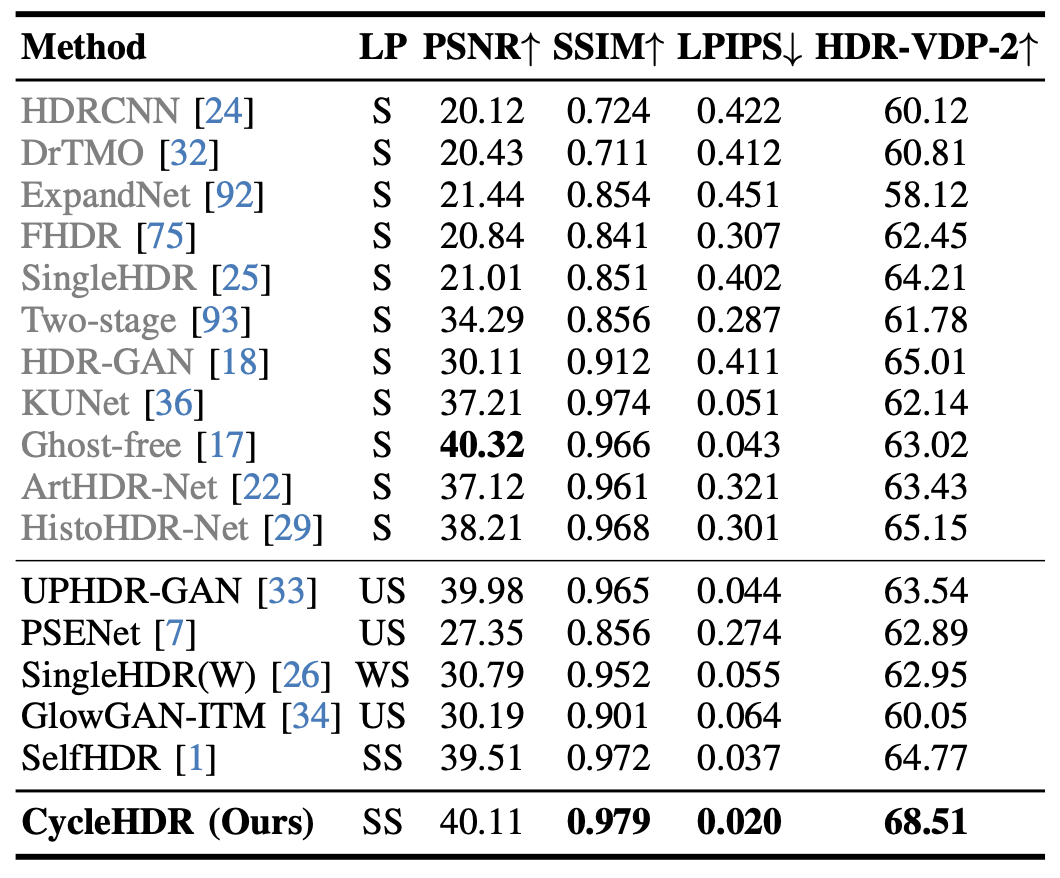 Method LP PSNR↑ SSIM↑ LPIPS↓ HDR-VDP-2↑
HDRCNN [24] S 20.12 0.724 0.422 60.12
DrTMO [32] S 20.43 0.711 0.412 60.81
ExpandNet [92] S 21.44 0.854 0.451 58.12
FHDR [75] S 20.84 0.841 0.307 62.45
SingleHDR [25] S 21.01 0.851 0.402 64.21
Two-stage [93] S 34.29 0.856 0.287 61.78
HDR-GAN [18] S 30.11 0.912 0.411 65.01
KUNet [36] S 37.21 0.974 0.051 62.14
Ghost-free [17] S 40.32 0.966 0.043 63.02
ArtHDR-Net [22] S 37.12 0.961 0.321 63.43
HistoHDR-Net [29] S 38.21 0.968 0.301 65.15
UPHDR-GAN [33] US 39.98 0.965 0.044 63.54
PSENet [7] US 27.35 0.856 0.274 62.89
SingleHDR(W) [26] WS 30.79 0.952 0.055 62.95
GlowGAN-ITM [34] US 30.19 0.901 0.064 60.05
SelfHDR [1] SS 39.51 0.972 0.037 64.77
CycleHDR (Ours) SS 40.11 0.979 0.020 68.51